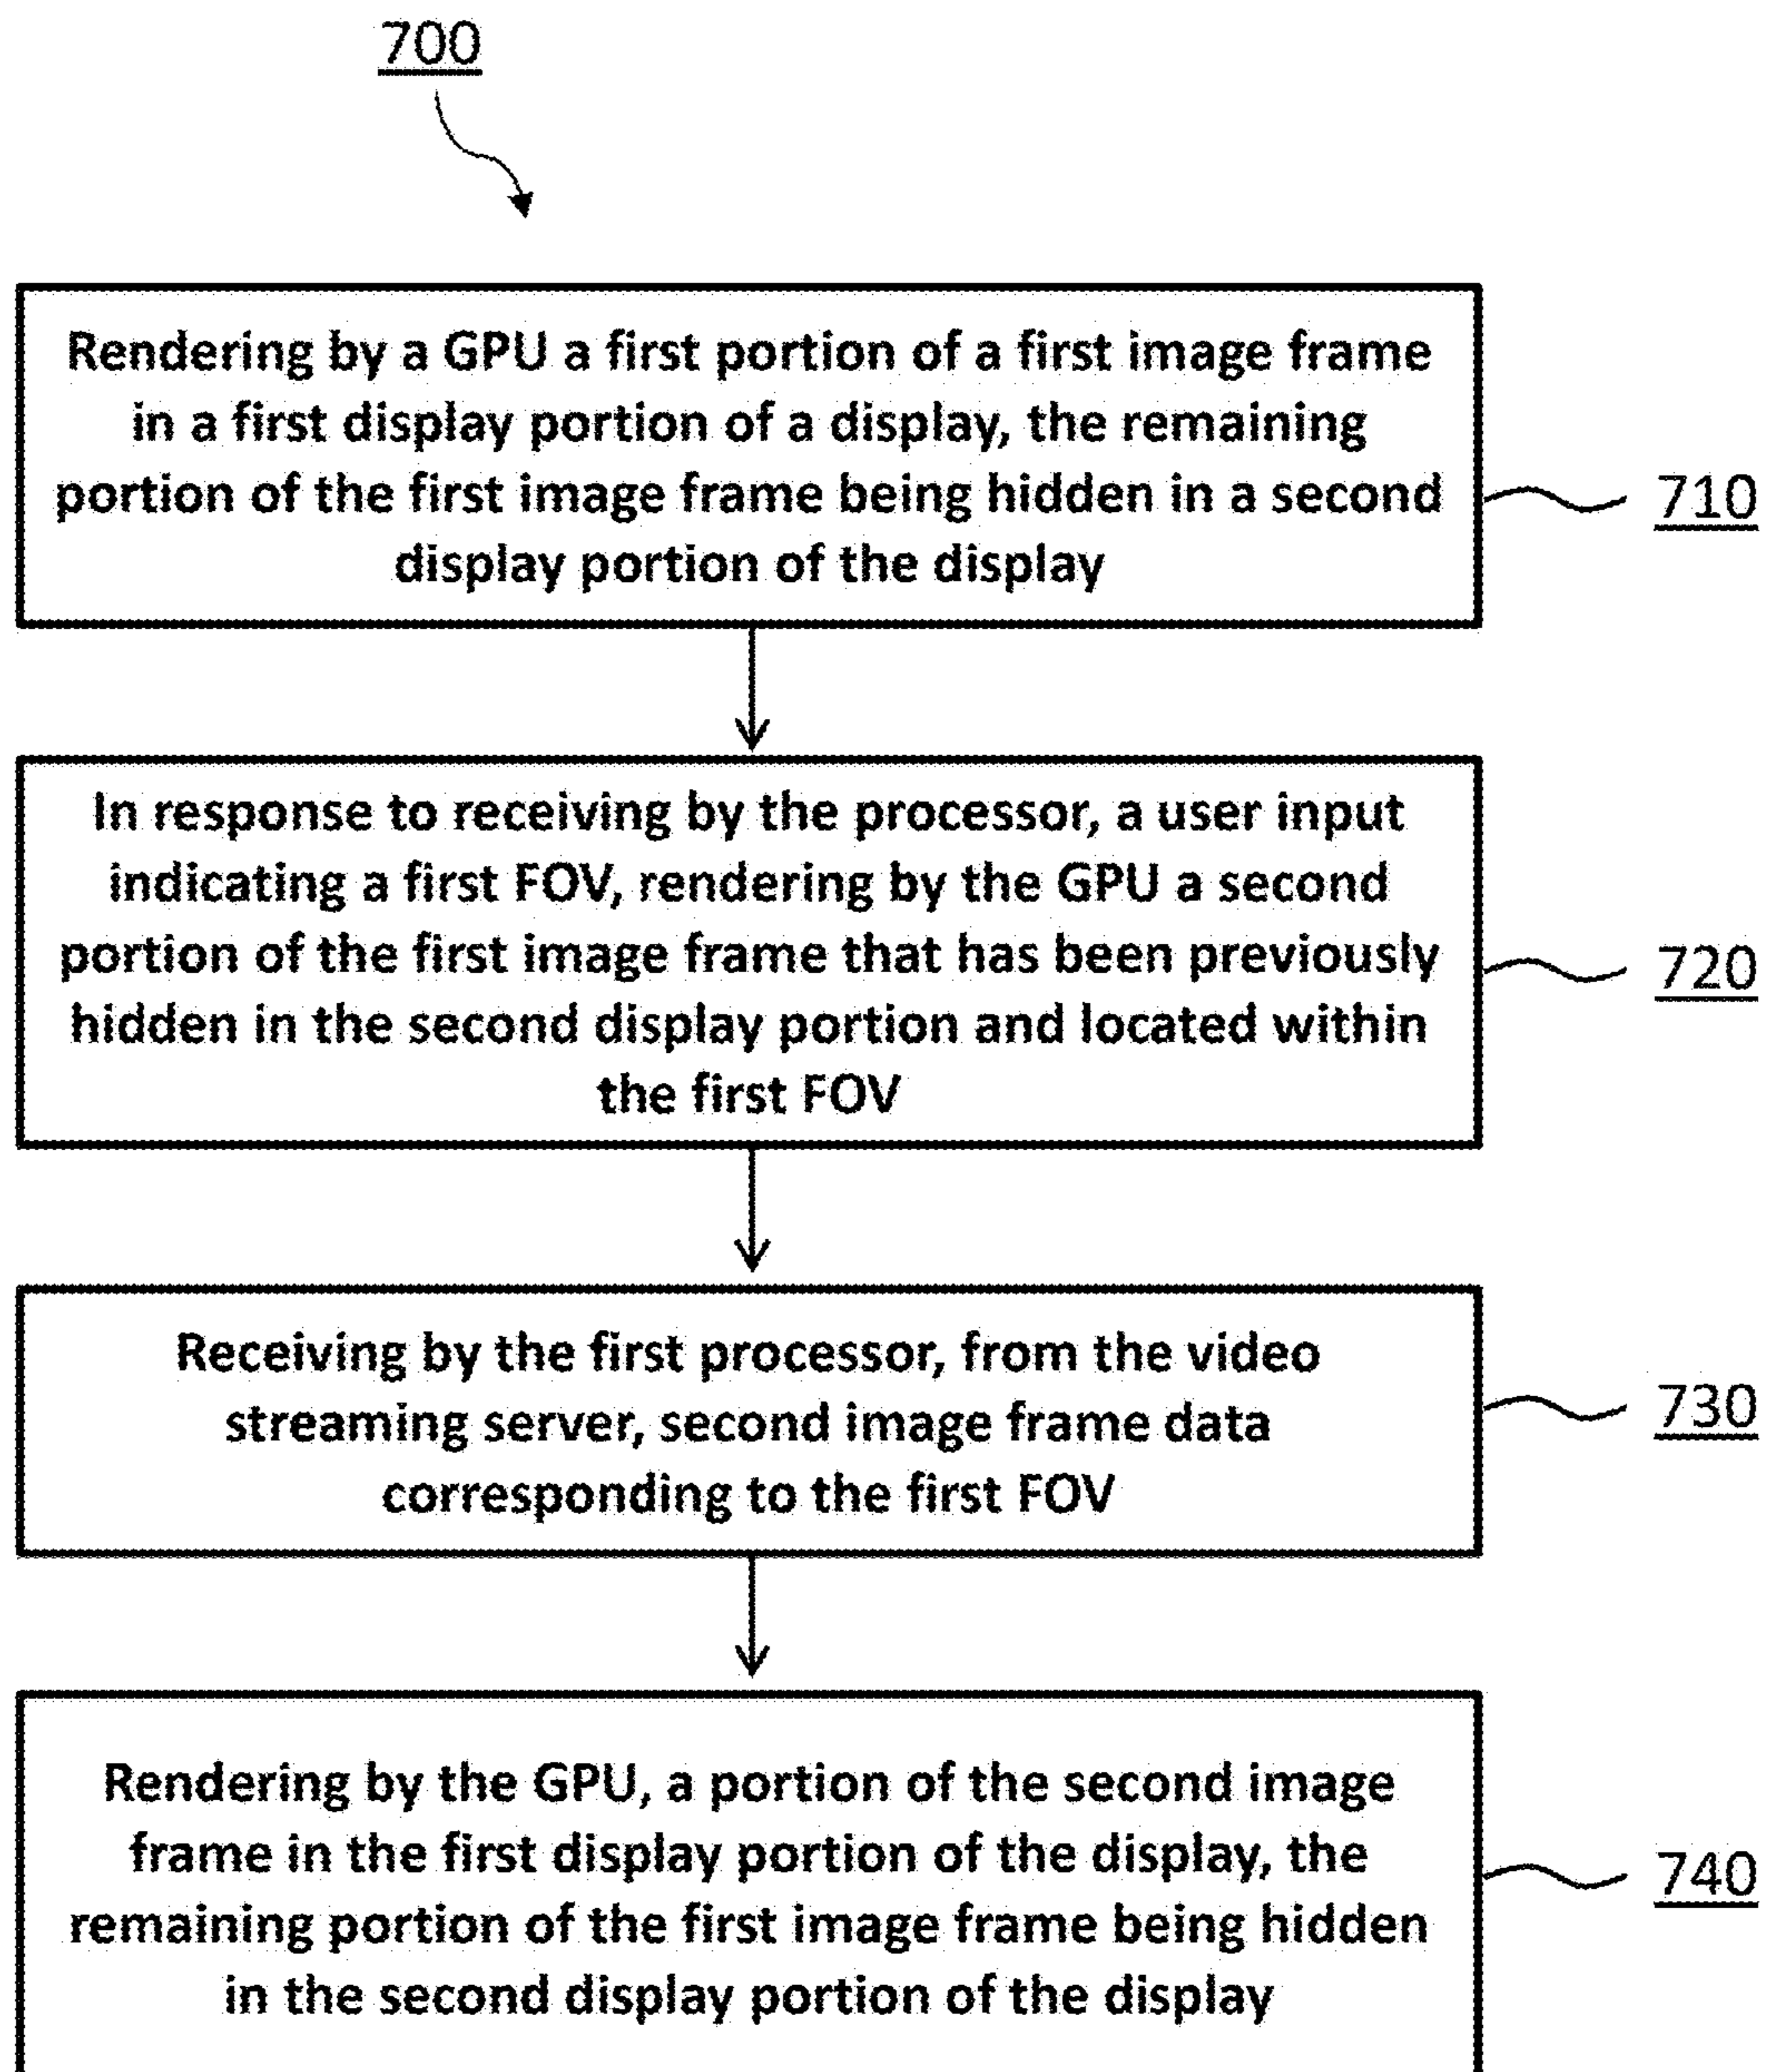 700
Rendering by a GPU a first portion of a first image frame
in a first display portion of a display, the remaining
portion of the first image frame being hidden in a second
display portion of the display
710
In response to receiving by the processor, a user input
indicating a first FOV, rendering by the GPU a second
portion of the first image frame that has been previously
hidden in the second display portion and located within
the first FOV
720
Receiving by the first processor, from the video
streaming server, second image frame data
corresponding to the first FOV
730
Rendering by the GPU, a portion of the second image
frame in the first display portion of the display, the
remaining portion of the first image frame being hidden
in the second display portion of the display
740